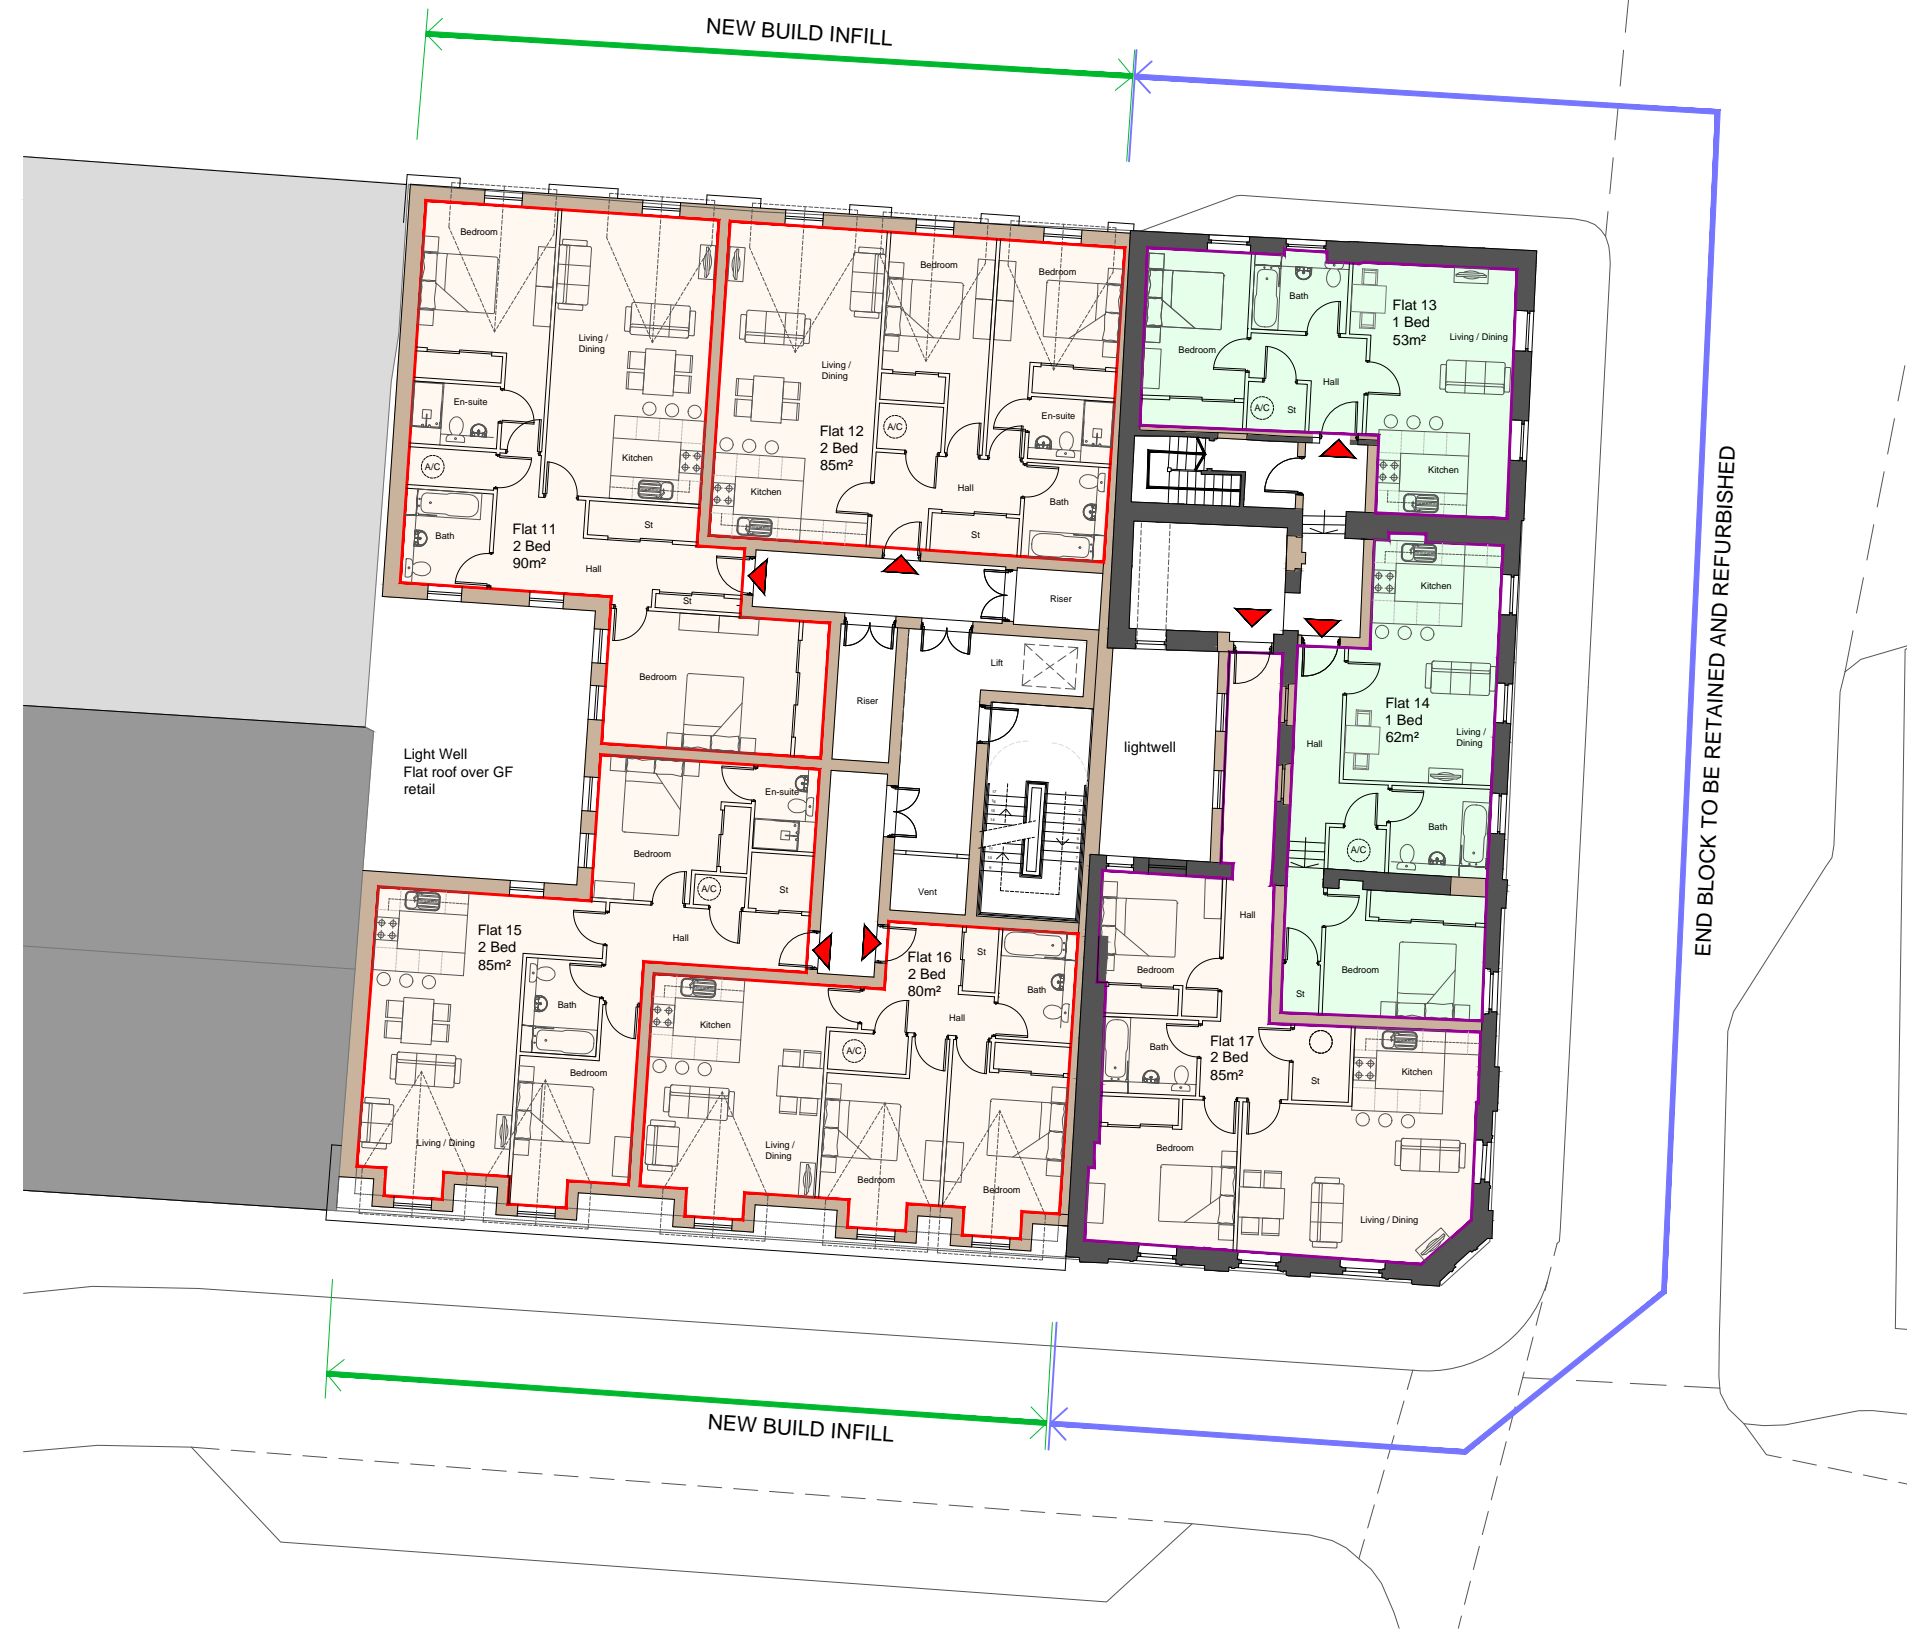 NEW BUILD INFILL
Bedroom
Living /
Dining
En-suite
A/C
Kitchen
Bath
St
Flat 11
2 Bed
90m²
Hall
St
Bedroom
Living /
Dining
Bedroom
Bedroom
Flat 12
2 Bed
85m²
A/C
En-suite
Kitchen
Hall
Bath
St
Riser
Bath
Flat 13
1 Bed
53m²
Living / Dining
Bedroom
Hall
A/C
St
Kitchen
Kitchen
Flat 14
1 Bed
62m²
Living /
Dining
Hall
Bath
A/C
Bedroom
St
Lift
Riser
lightwell
Vent
Light Well
Flat roof over GF
retail
En-suite
Bedroom
A/C
St
Hall
Flat 15
2 Bed
85m²
Bath
Bedroom
Living / Dining
Flat 16
2 Bed
80m²
St
Bath
Hall
Kitchen
A/C
Living /
Dining
Bedroom
Bedroom
Hall
Bedroom
Flat 17
2 Bed
85m²
Bath
St
Kitchen
Bedroom
Living / Dining
END BLOCK TO BE RETAINED AND REFURBISHED
NEW BUILD INFILL